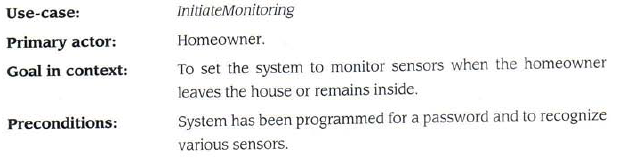 Use-case: InitiateMonitoring
Primary actor: Homeowner.
Goal in context: To set the system to monitor sensors when the homeowner
leaves the house or remains inside.
Preconditions: System has been programmed for a password and to recognize
various sensors.